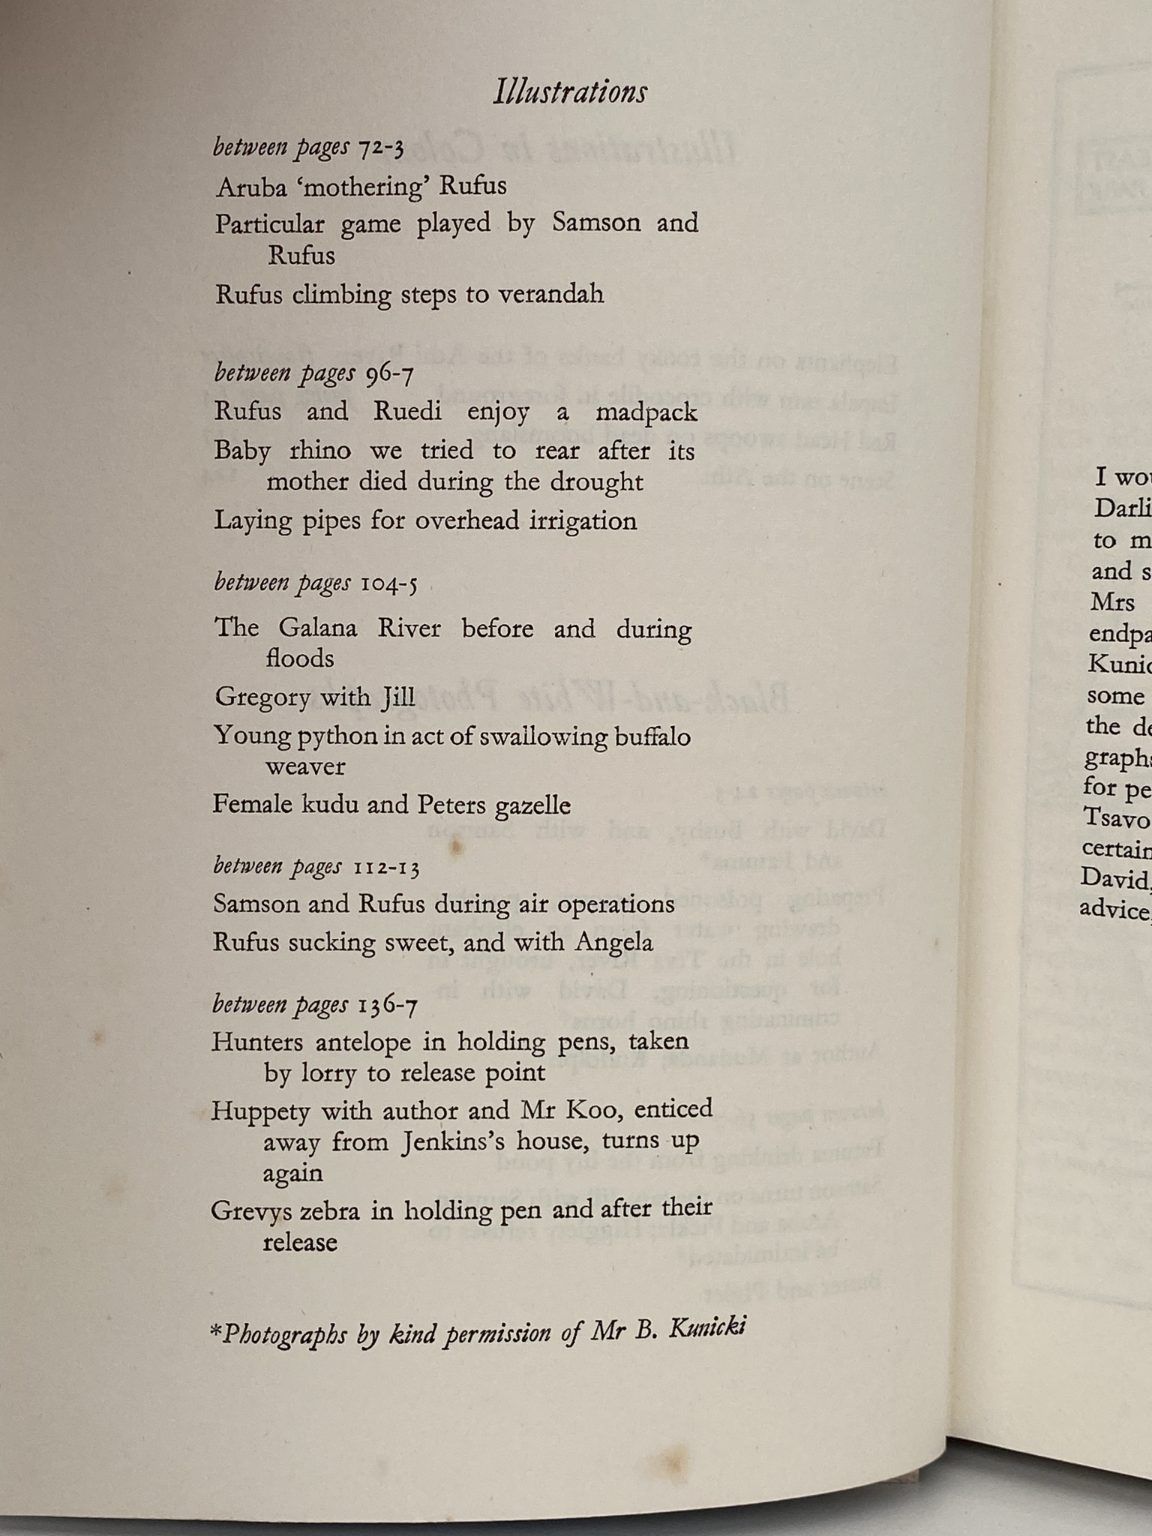 Illustrations
between pages 72-3
Aruba ‘mothering’ Rufus
Particular game played by Samson and
Rufus
Rufus climbing steps to verandah
between pages 96-7
Rufus and Ruedi enjoy a madpack
Baby rhino we tried to rear after its
mother died during the drought
Laying pipes for overhead irrigation
between pages 104-5
The Galana River before and during
floods
Gregory with Jill
Young python in act of swallowing buffalo
weaver
Female kudu and Peters gazelle
between pages 112-13
Samson and Rufus during air operations
Rufus sucking sweet, and with Angela
between pages 136-7
Hunters antelope in holding pens, taken
by lorry to release point
Huppety with author and Mr Koo, enticed
away from Jenkins’s house, turns up
again
Grevys zebra in holding pen and after their
release
*Photographs by kind permission of Mr B. Kunicki
I wou
Darli
to m
and s
Mrs
endpa
Kunic
some
the de
graphs
for pe
Tsavo
certain
David,
advice,